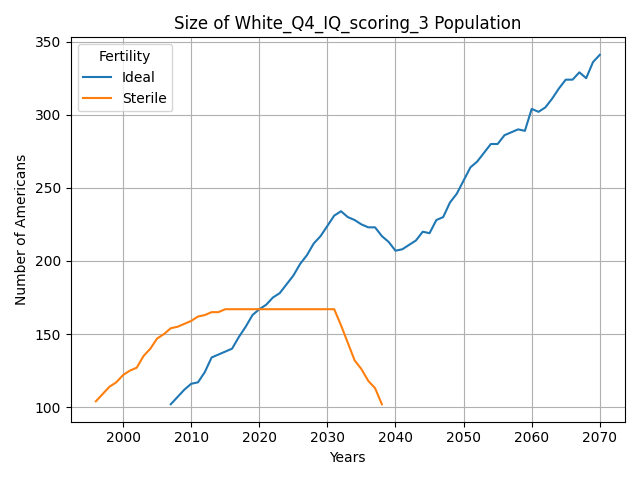 Size of White_Q4_IQ_scoring_3 Population
Fertility
Ideal
Sterile
Number of Americans
350
300
250
200
150
100
2000 2010 2020 2030 2040 2050 2060 2070
Years